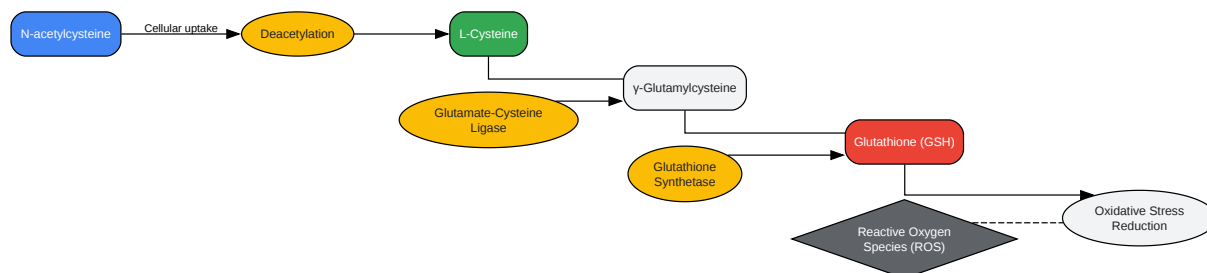 N-acetylcysteine
Cellular uptake
Deacetylation
L-Cysteine
γ-Glutamylcysteine
Glutamate-Cysteine
Ligase
Glutathione (GSH)
Glutathione
Synthetase
Oxidative Stress
Reduction
Reactive Oxygen
Species (ROS)